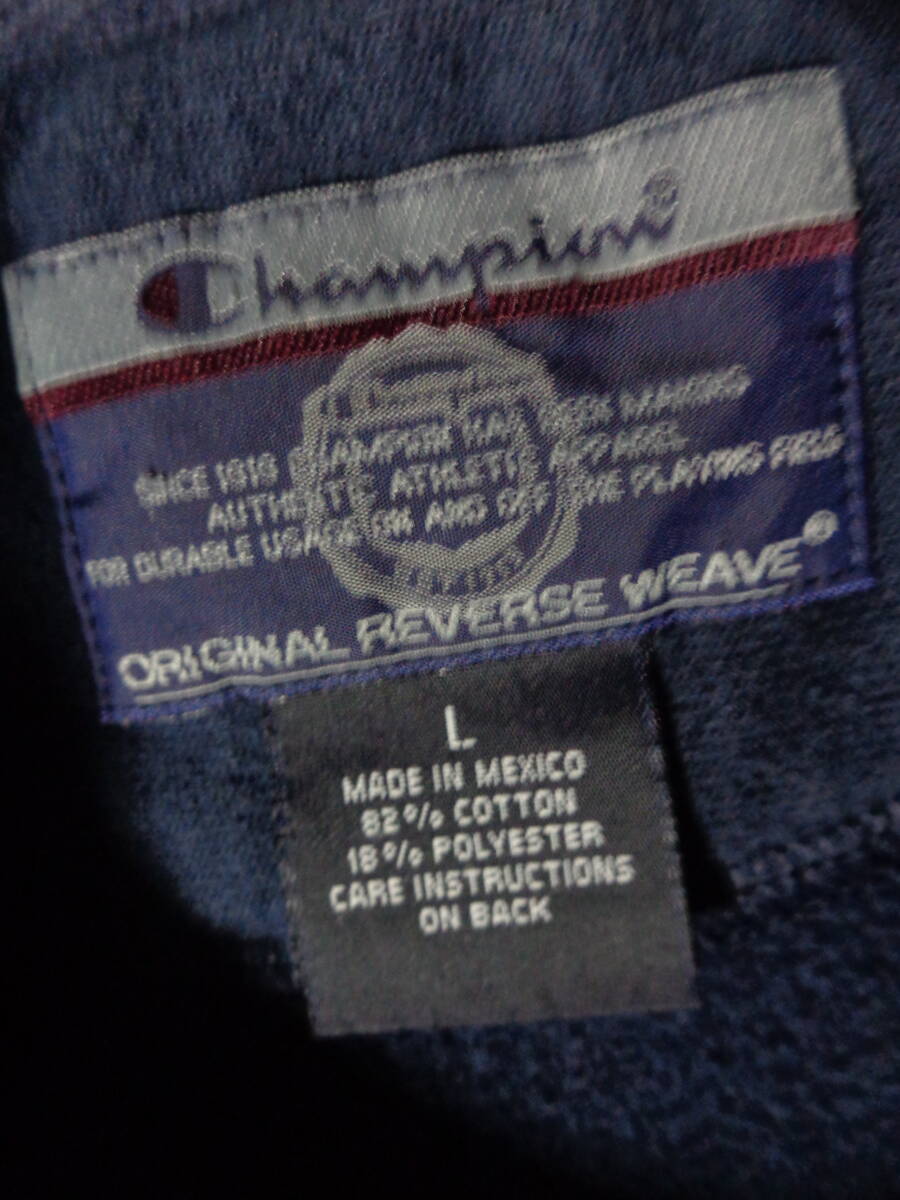 Champion®
SINCE 1919 CHAMPION HAS BEEN MAKING
AUTHENTIC ATHLETIC APPAREL
FOR DURABLE USAGE ON AND OFF THE PLAYING FIELD
ORIGINAL REVERSE WEAVE®
L
MADE IN MEXICO
82% COTTON
18% POLYESTER
CARE INSTRUCTIONS
ON BACK